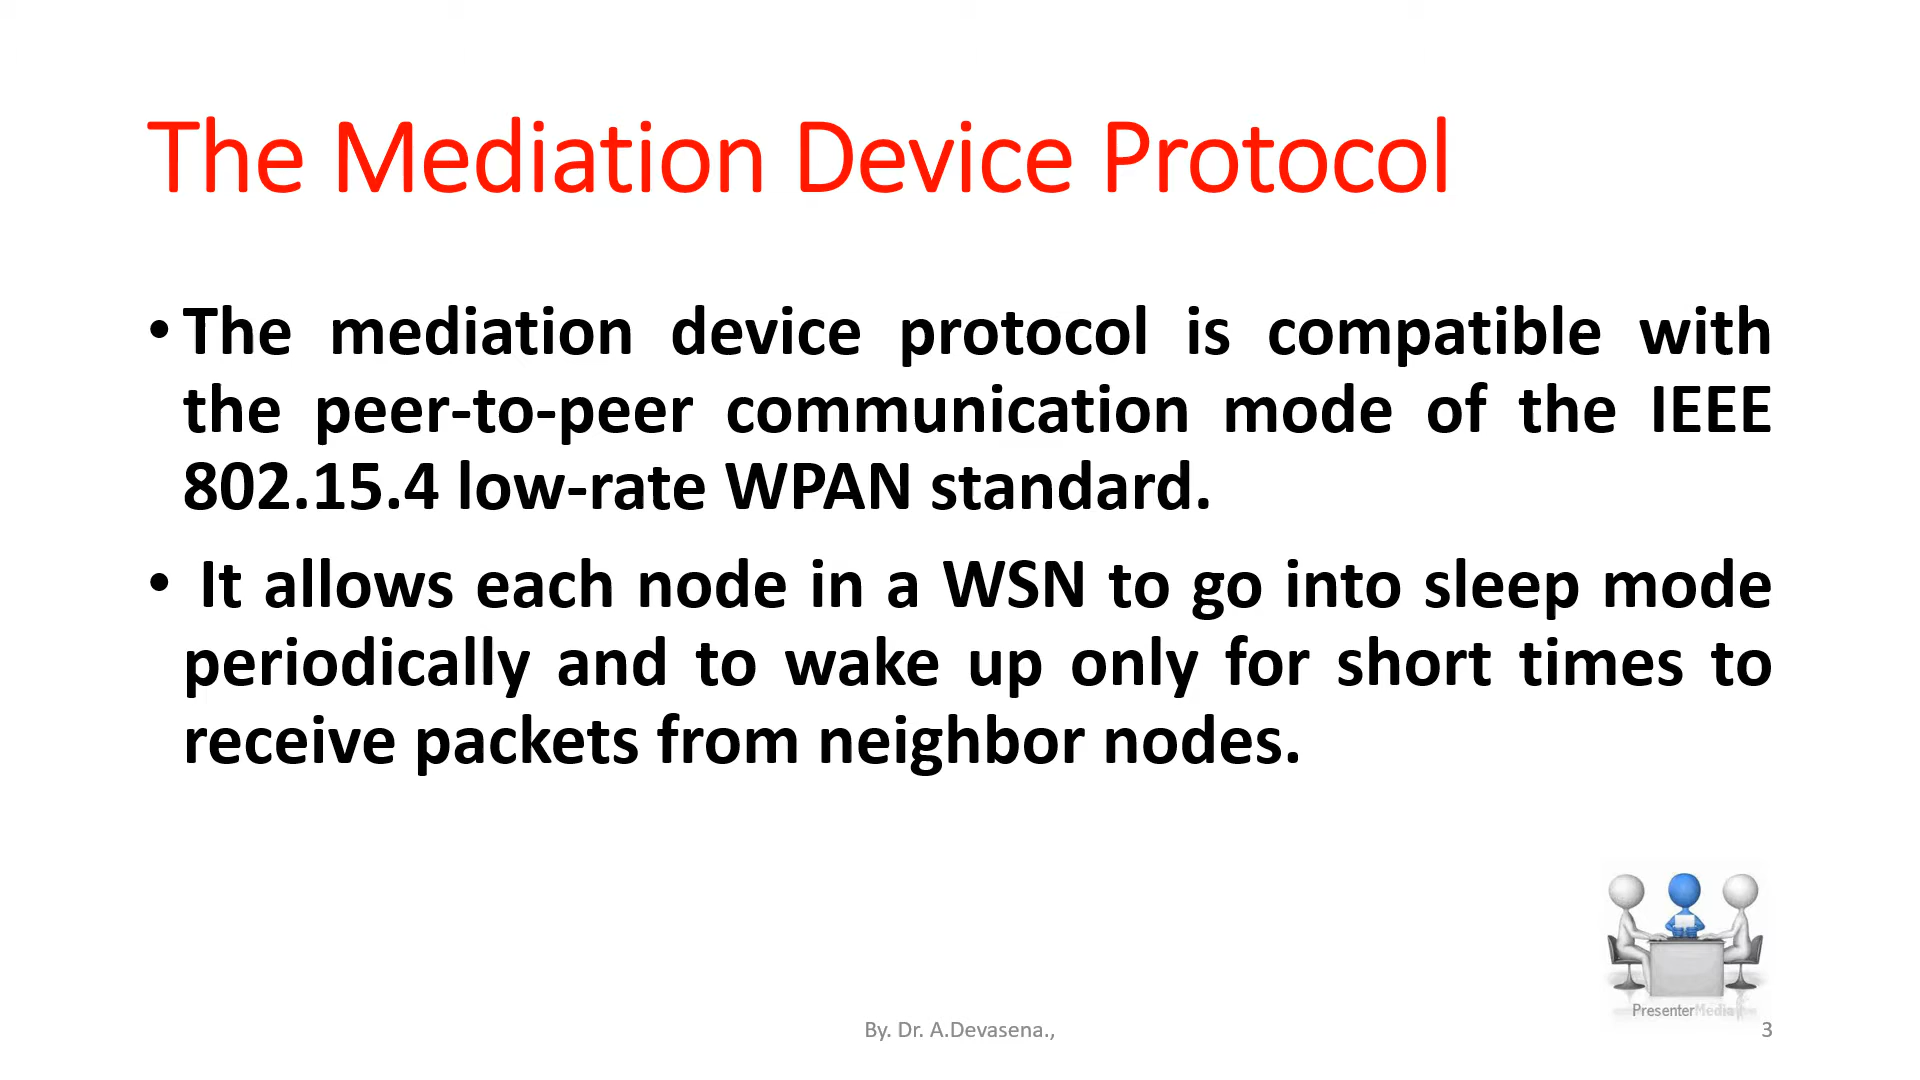 The Mediation Device Protocol
• The mediation device protocol is compatible with
the peer-to-peer communication mode of the IEEE
802.15.4 low-rate WPAN standard.
• It allows each node in a WSN to go into sleep mode
periodically and to wake up only for short times to
receive packets from neighbor nodes.
PresenterMedia
By. Dr. A.Devasena.,
3